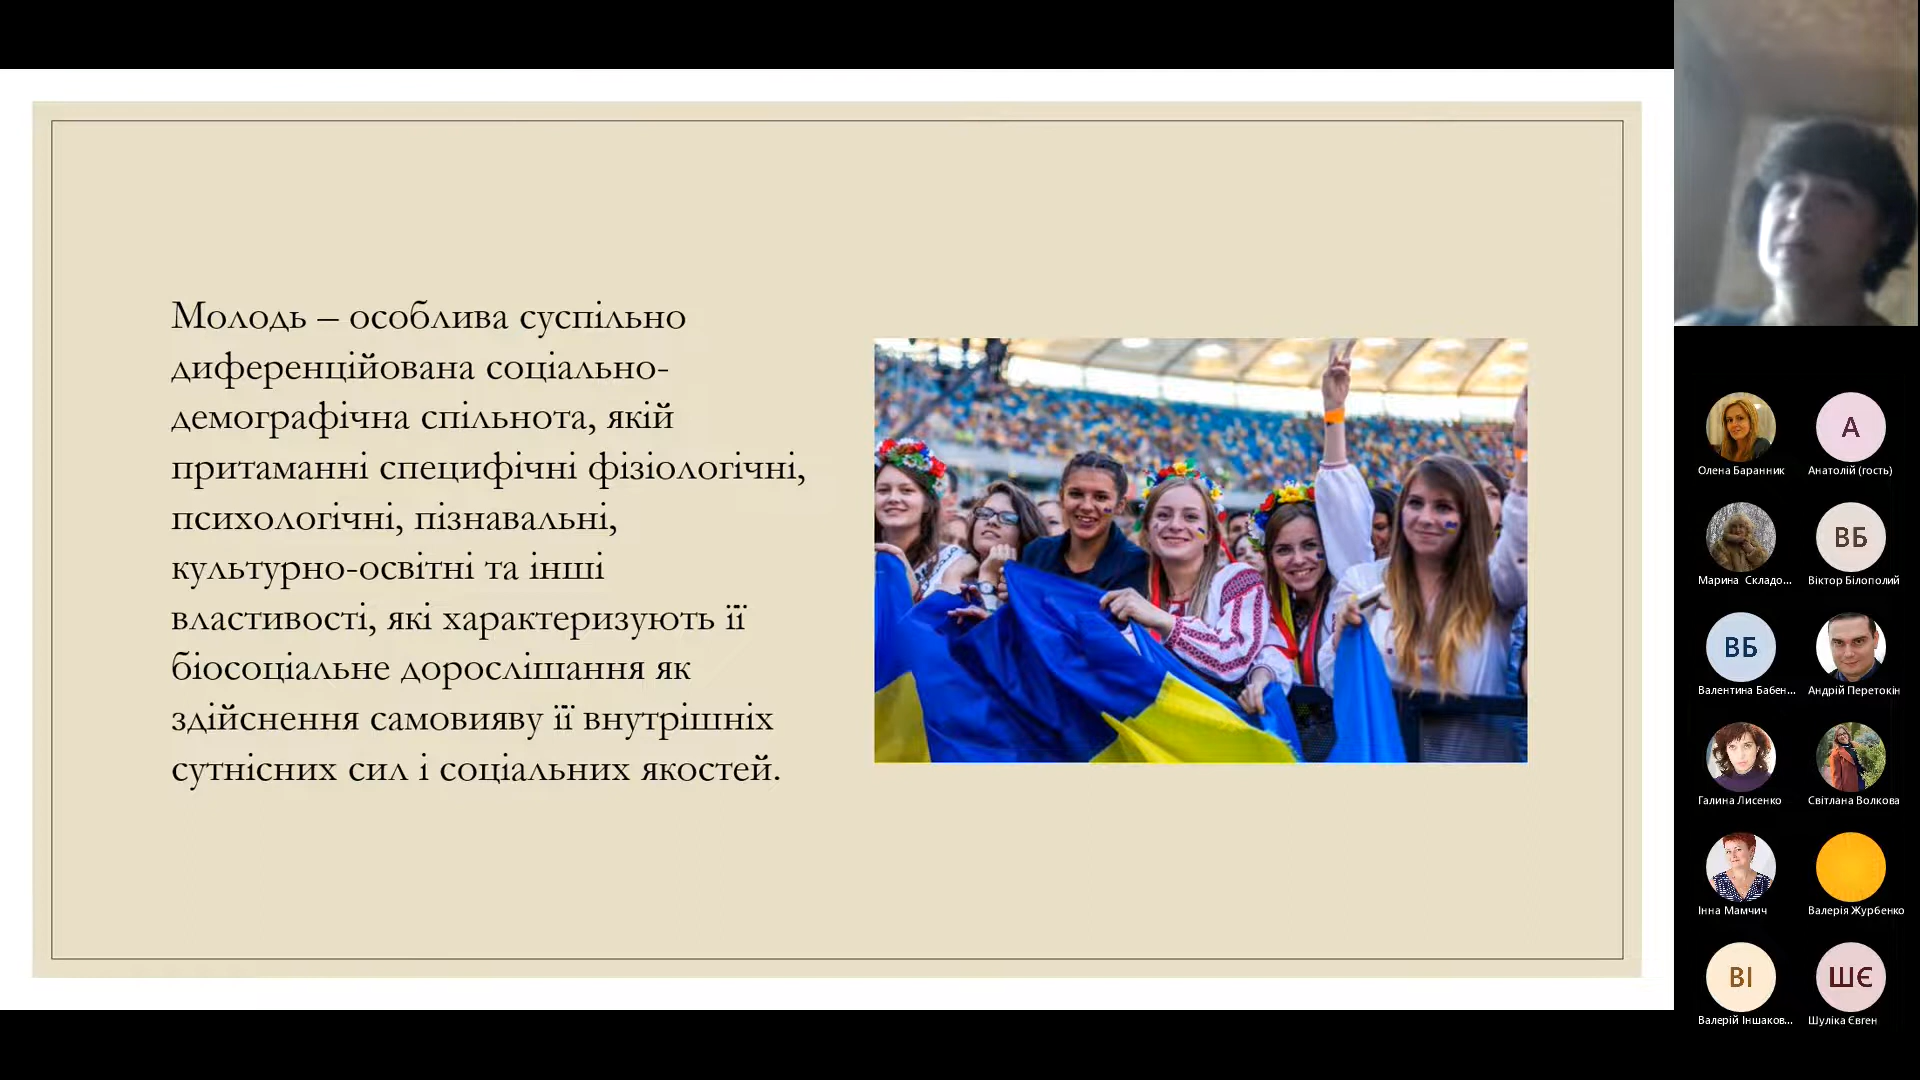 Молодь – особлива суспільно
диференційована соціально-
демографічна спільнота, якій
притаманні специфічні фізіологічні,
психологічні, пізнавальні,
культурно-освітні та інші
властивості, які характеризують її
біосоціальне дорослішання як
здійснення самовияву її внутрішніх
сутнісних сил і соціальних якостей.
Олена Баранник
А
Анатолій (гость)
Марина Складо...
ВБ
Віктор Білополий
ВБ
Валентина Бабен...
Андрій Перетокін
Галина Лисенко
Світлана Волкова
Інна Мамчич
Валерія Журбенко
ВІ
Валерій Іншаков...
ШЄ
Шуліка Євген